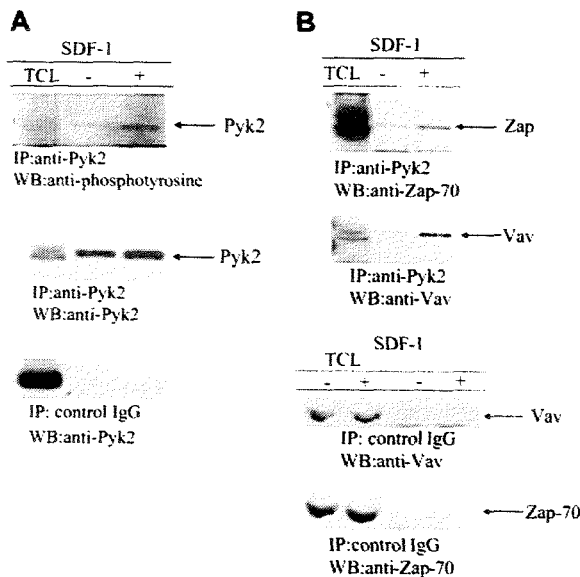 A
SDF-1
TCL - +
Pyk2
IP:anti-Pyk2
WB:anti-phosphotyrosine
Pyk2
IP:anti-Pyk2
WB:anti-Pyk2
IP: control IgG
WB:anti-Pyk2
B
SDF-1
TCL - +
Zap
IP:anti-Pyk2
WB:anti-Zap-70
Vav
IP:anti-Pyk2
WB:anti-Vav
SDF-1
TCL
- + - +
Vav
IP: control IgG
WB:anti-Vav
Zap-70
IP:control IgG
WB:anti-Zap-70